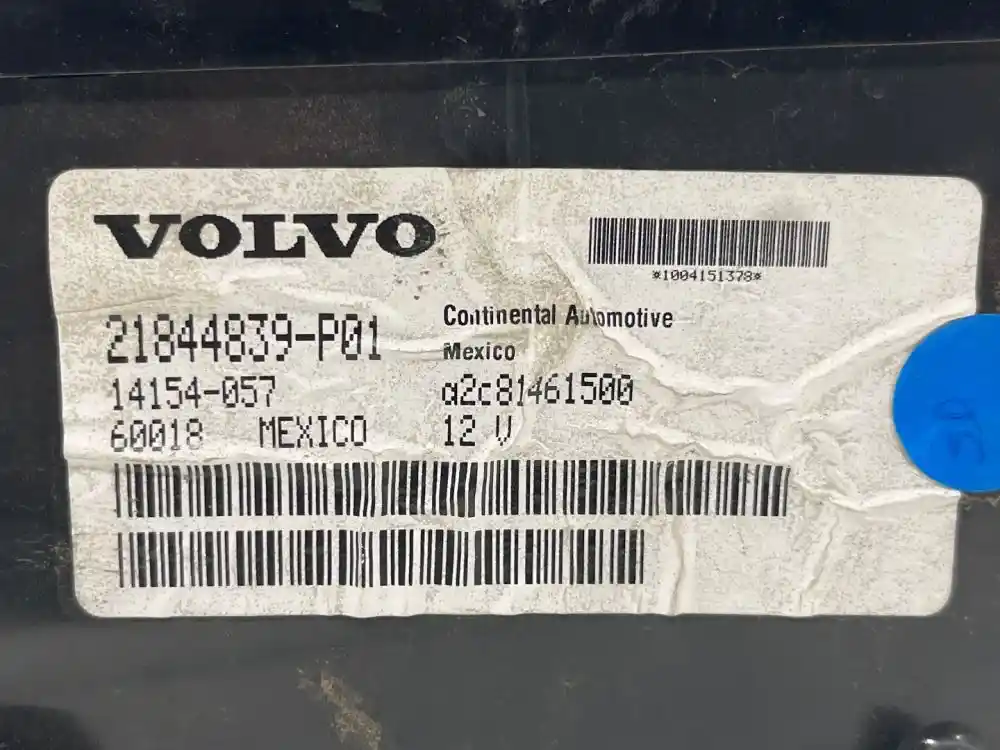 VOLVO
*1004151378*
21844839-P01
Continental Automotive
Mexico
14154-057
a2c81461500
60018 MEXICO
12 V